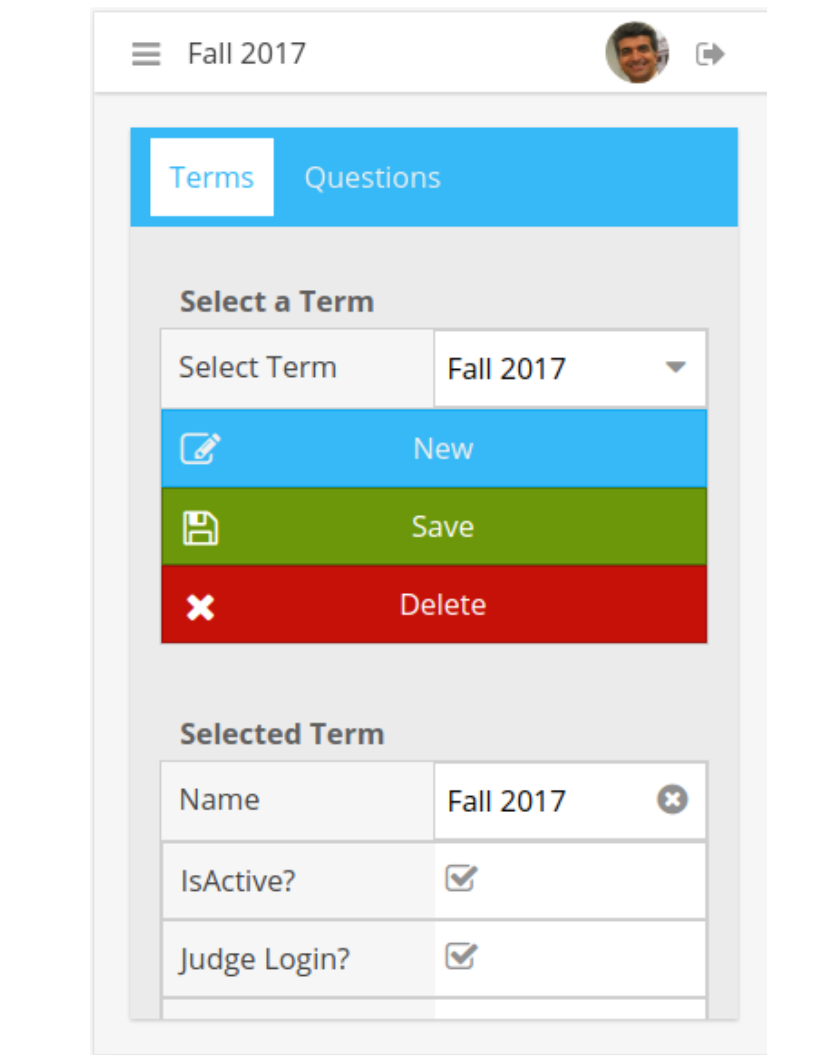 Fall 2017
Terms Questions
Select a Term
Select Term Fall 2017
New
Save
Delete
Selected Term
Name Fall 2017
IsActive?
Judge Login?